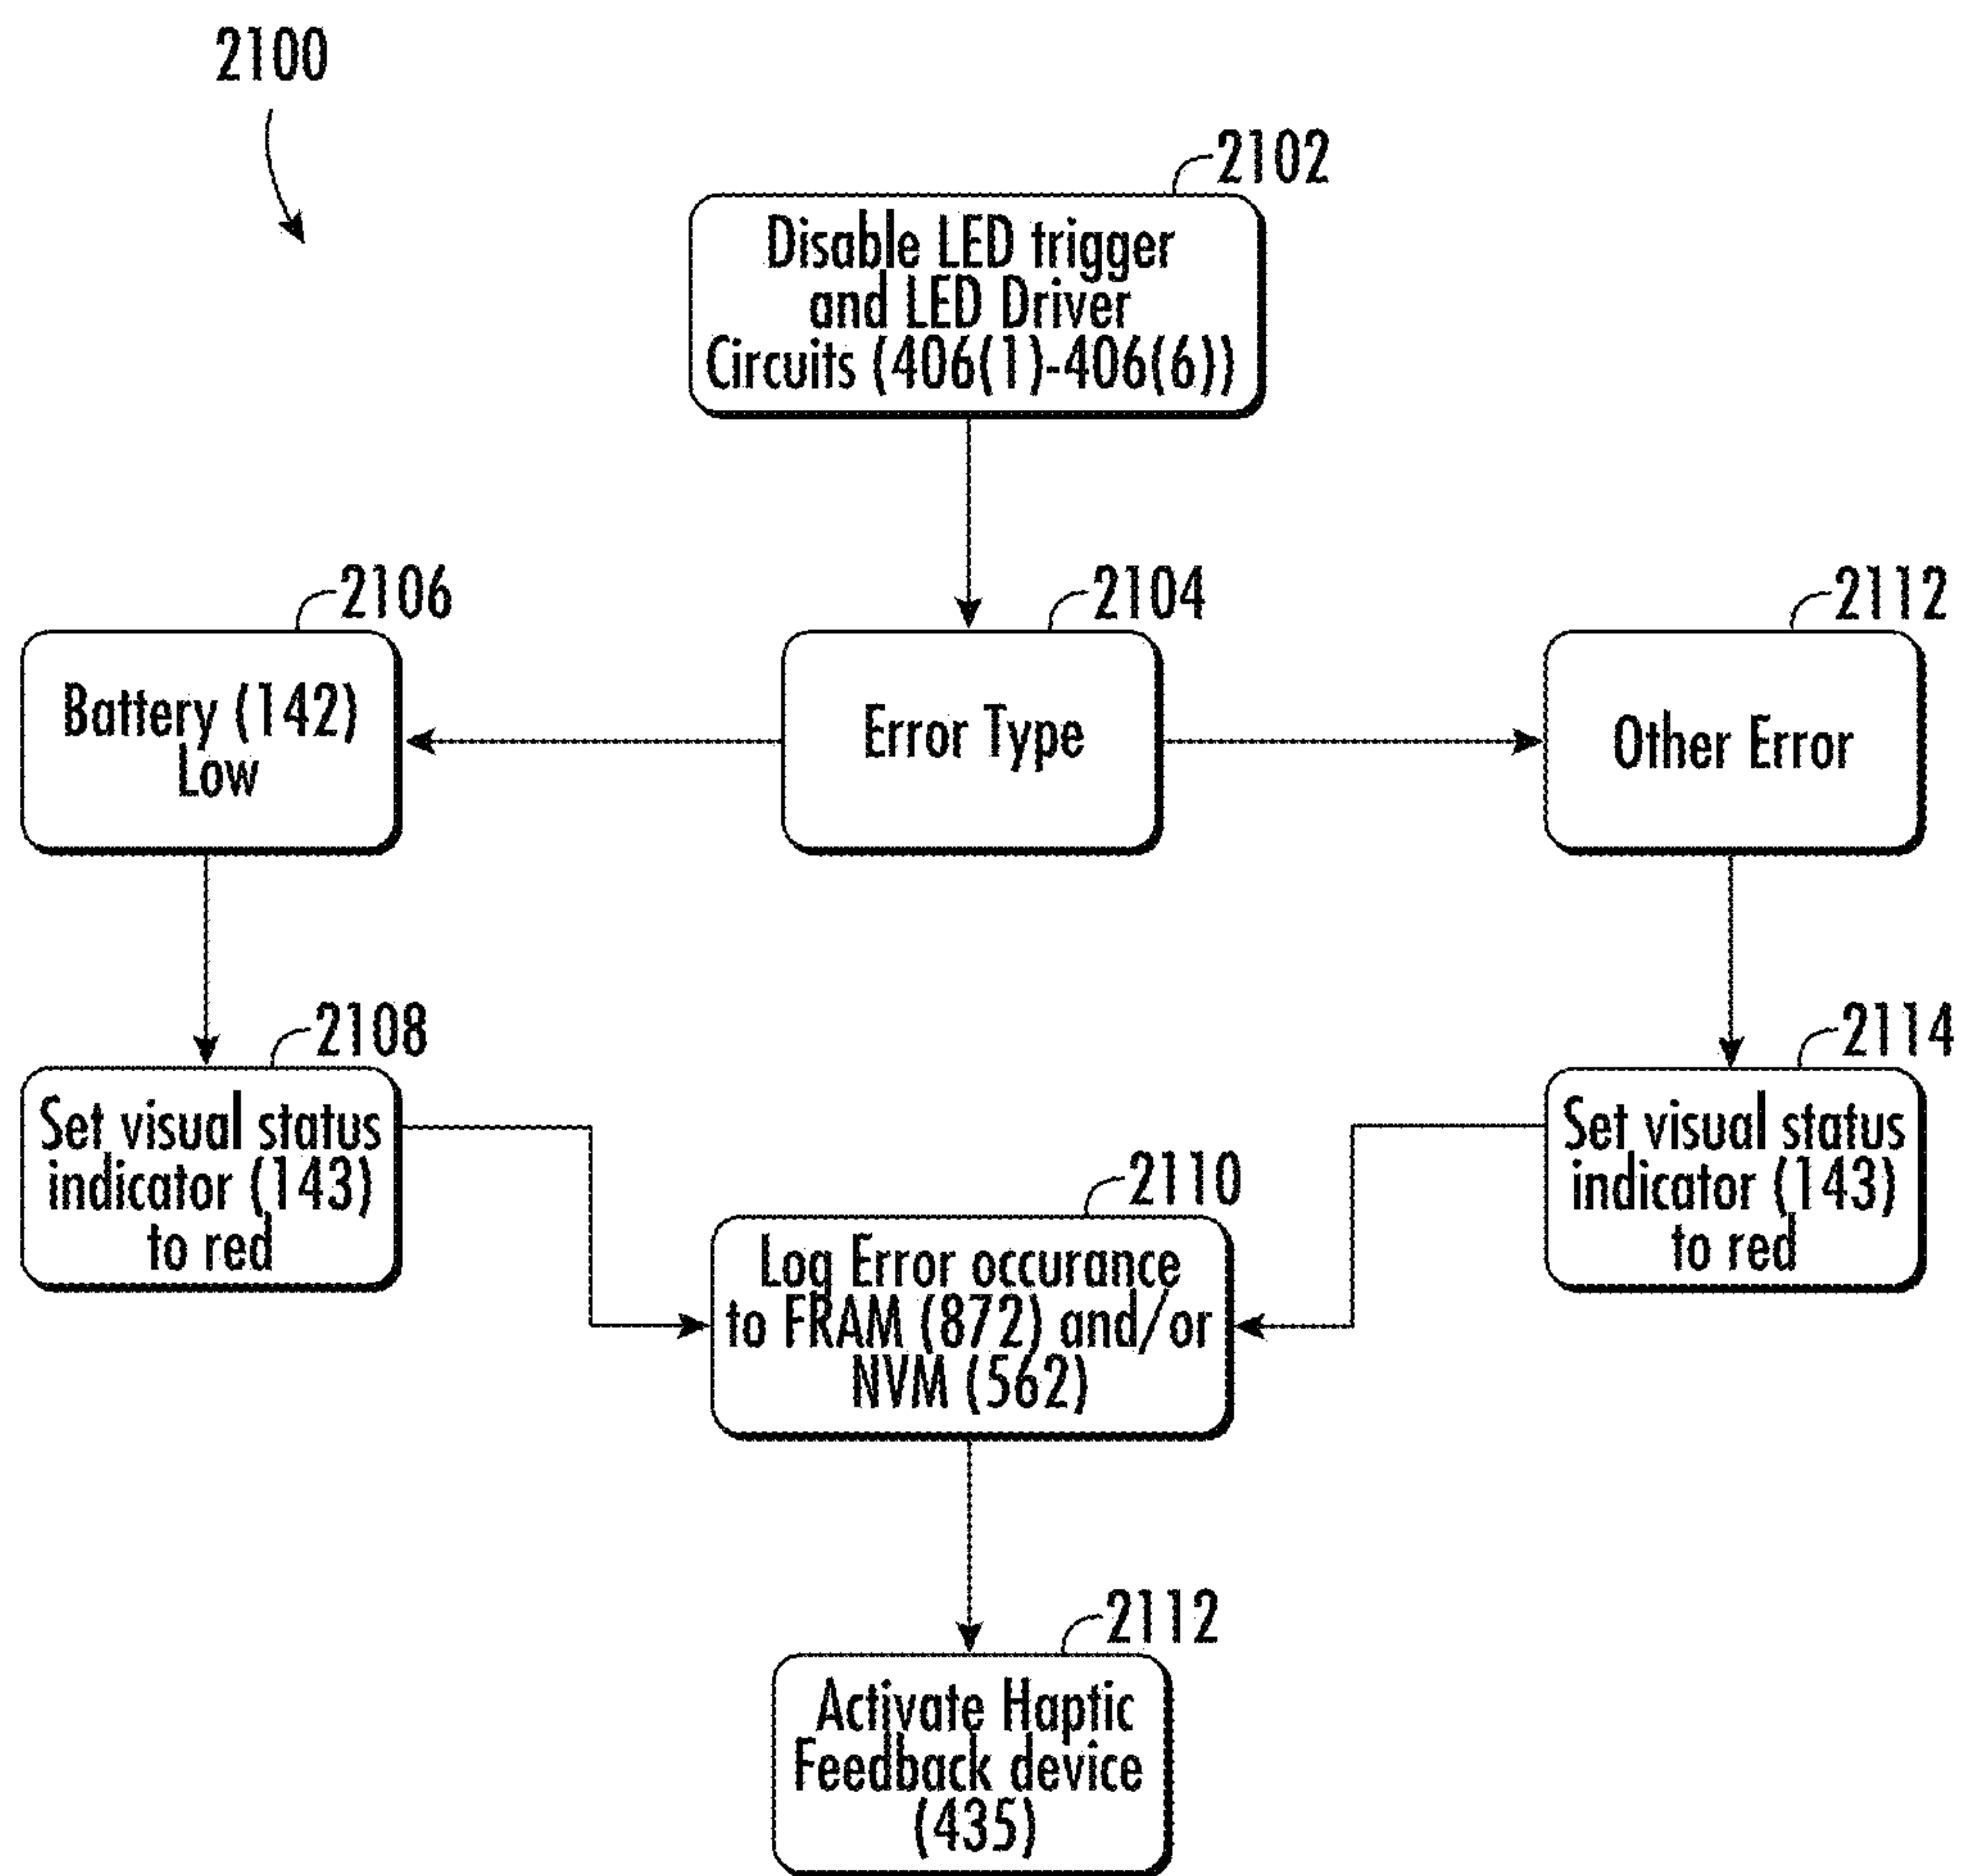 2100
2102
Disable LED trigger
and LED Driver
Circuits (406(1)-406(6))
2106
Battery (142)
Low
2104
Error Type
2112
Other Error
2108
Set visual status
indicator (143)
to red
2110
Log Error occurance
to FRAM (872) and/or
NVM (562)
2114
Set visual status
indicator (143)
to red
2112
Activate Haptic
Feedback device
(435)